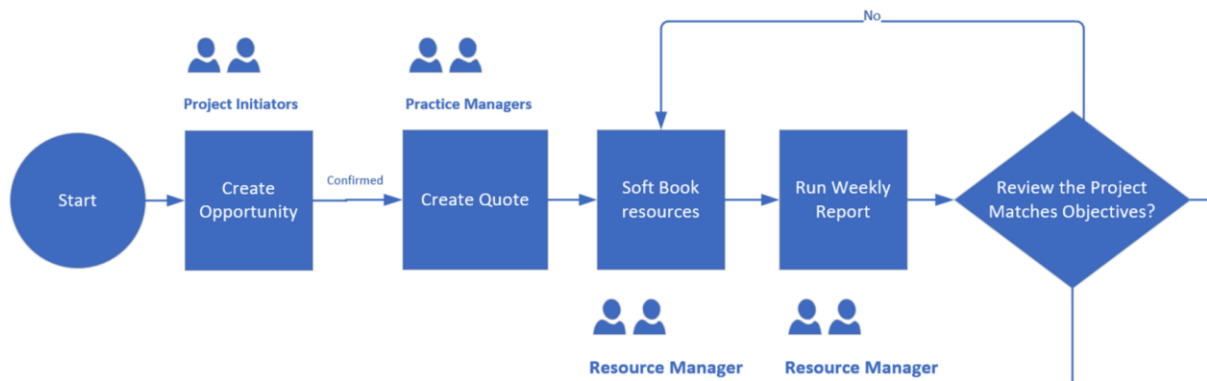 No
Project Initiators
Practice Managers
Start
Create
Opportunity
Confirmed
Create Quote
Soft Book
resources
Run Weekly
Report
Review the Project
Matches Objectives?
Resource Manager
Resource Manager